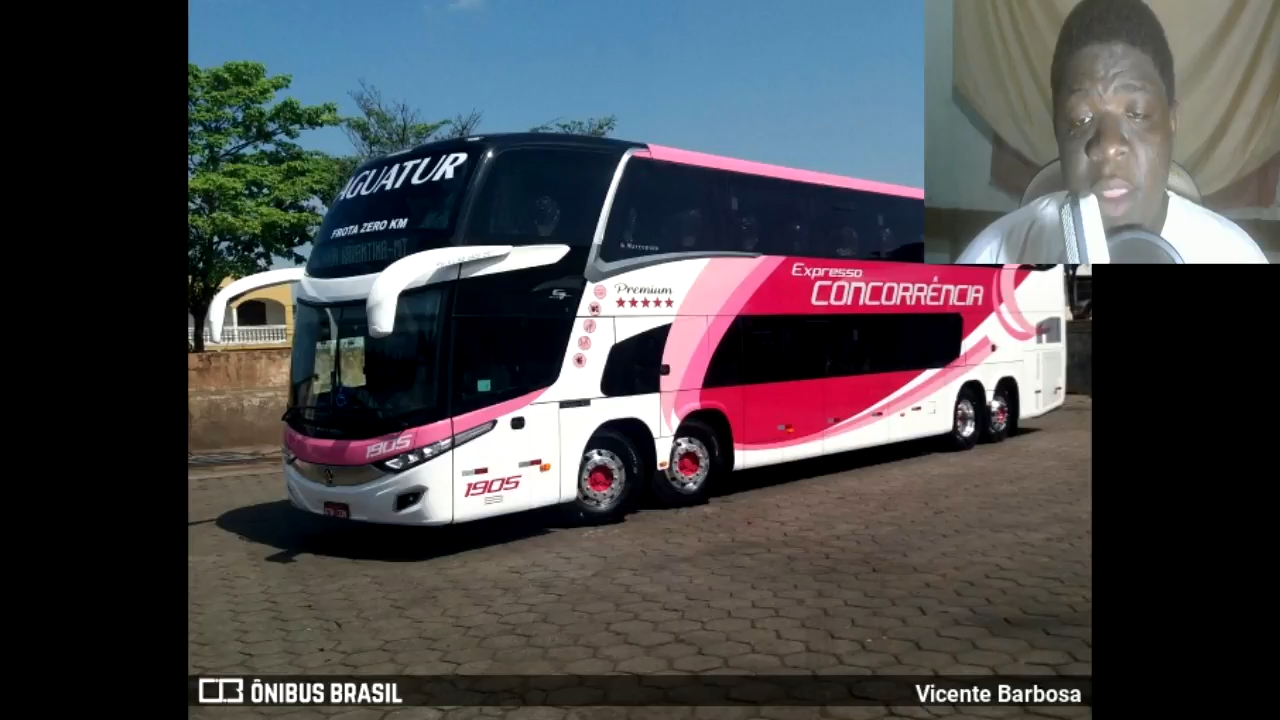 AGUATUR
FROTA ZERO KM
Premium
Expresso
CONCORRÊNCIA
1905
1905
ÔNIBUS BRASIL
Vicente Barbosa